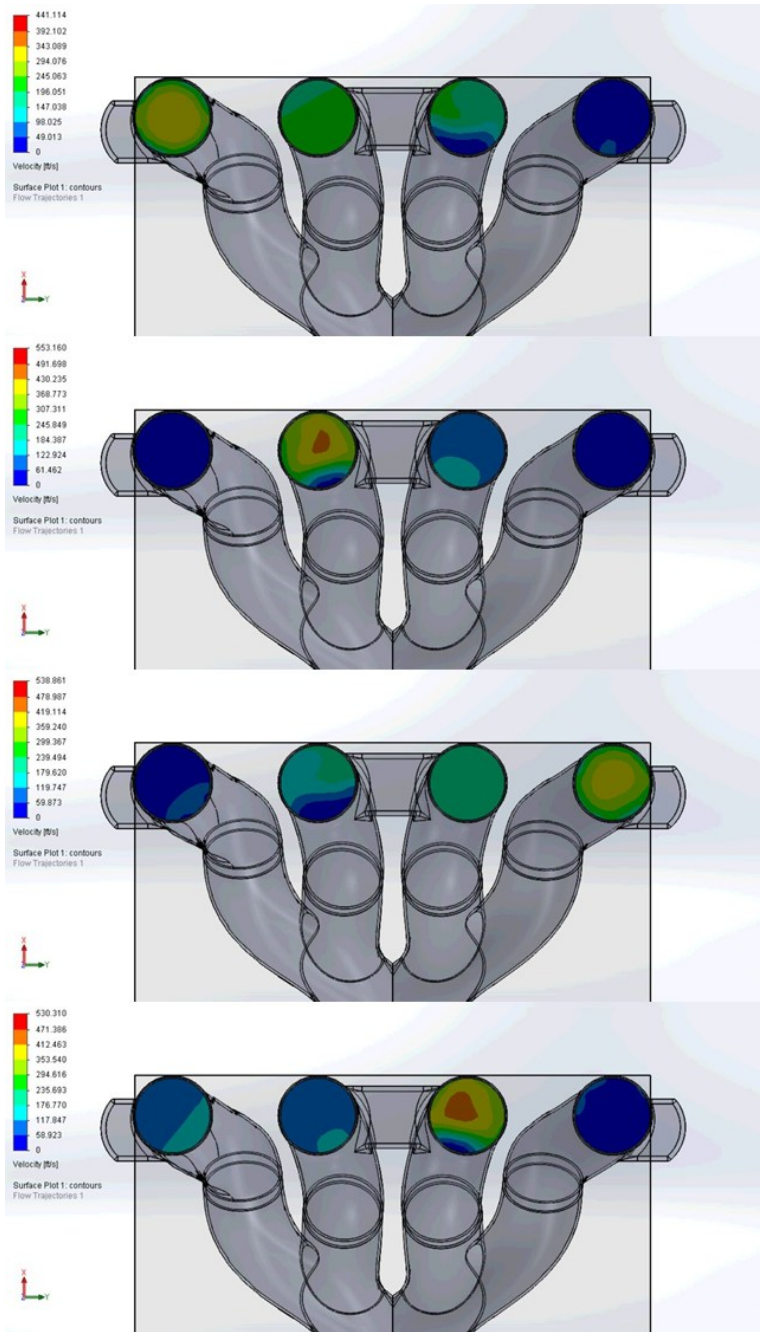 441.114
392.102
343.089
294.076
245.063
196.051
147.038
98.025
49.013
0
Velocity [ft/s]
Surface Plot 1: contours
Flow Trajectories 1
X
Y
553.160
491.698
430.235
368.773
307.311
245.849
184.387
122.924
61.462
0
Velocity [ft/s]
Surface Plot 1: contours
Flow Trajectories 1
X
Y
538.861
478.987
419.114
359.240
299.367
239.494
179.620
119.747
59.873
0
Velocity [ft/s]
Surface Plot 1: contours
Flow Trajectories 1
X
Y
530.310
471.386
412.463
353.540
294.616
235.693
176.770
117.847
58.923
0
Velocity [ft/s]
Surface Plot 1: contours
Flow Trajectories 1
X
Y